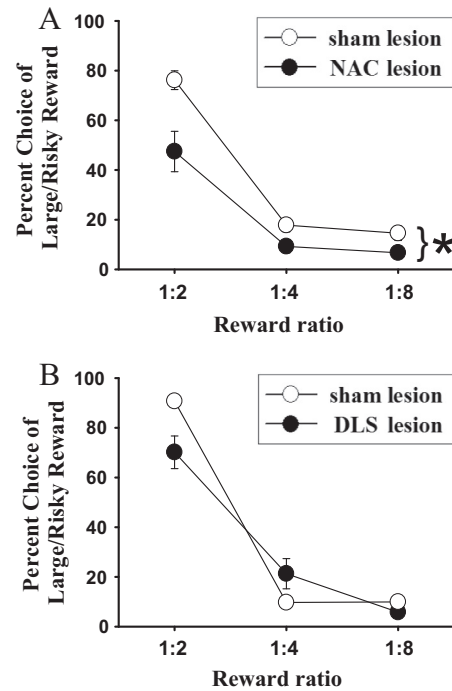 A
sham lesion
NAC lesion
Percent Choice of
Large/Risky Reward
100
80
60
40
20
0
} *
1:2 1:4 1:8
Reward ratio
B
sham lesion
DLS lesion
Percent Choice of
Large/Risky Reward
100
80
60
40
20
0
1:2 1:4 1:8
Reward ratio